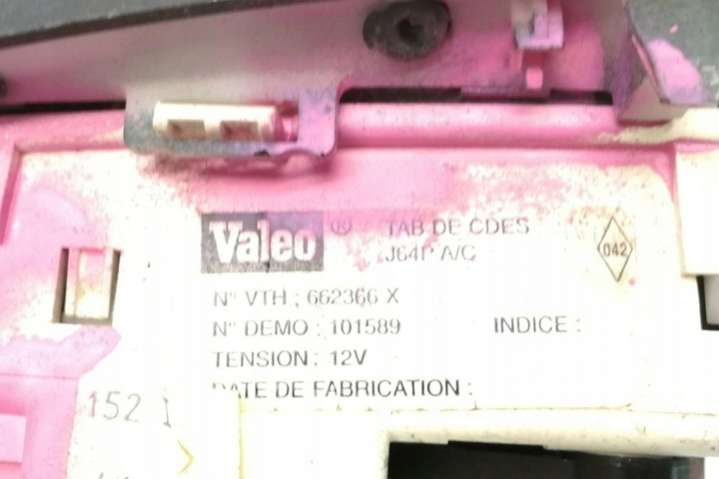 Valeo ® TAB DE CDES
J64P A/C
042
N° VTH : 662366 X
N° DEMO : 101589 INDICE :
TENSION : 12V
DATE DE FABRICATION :
152 I